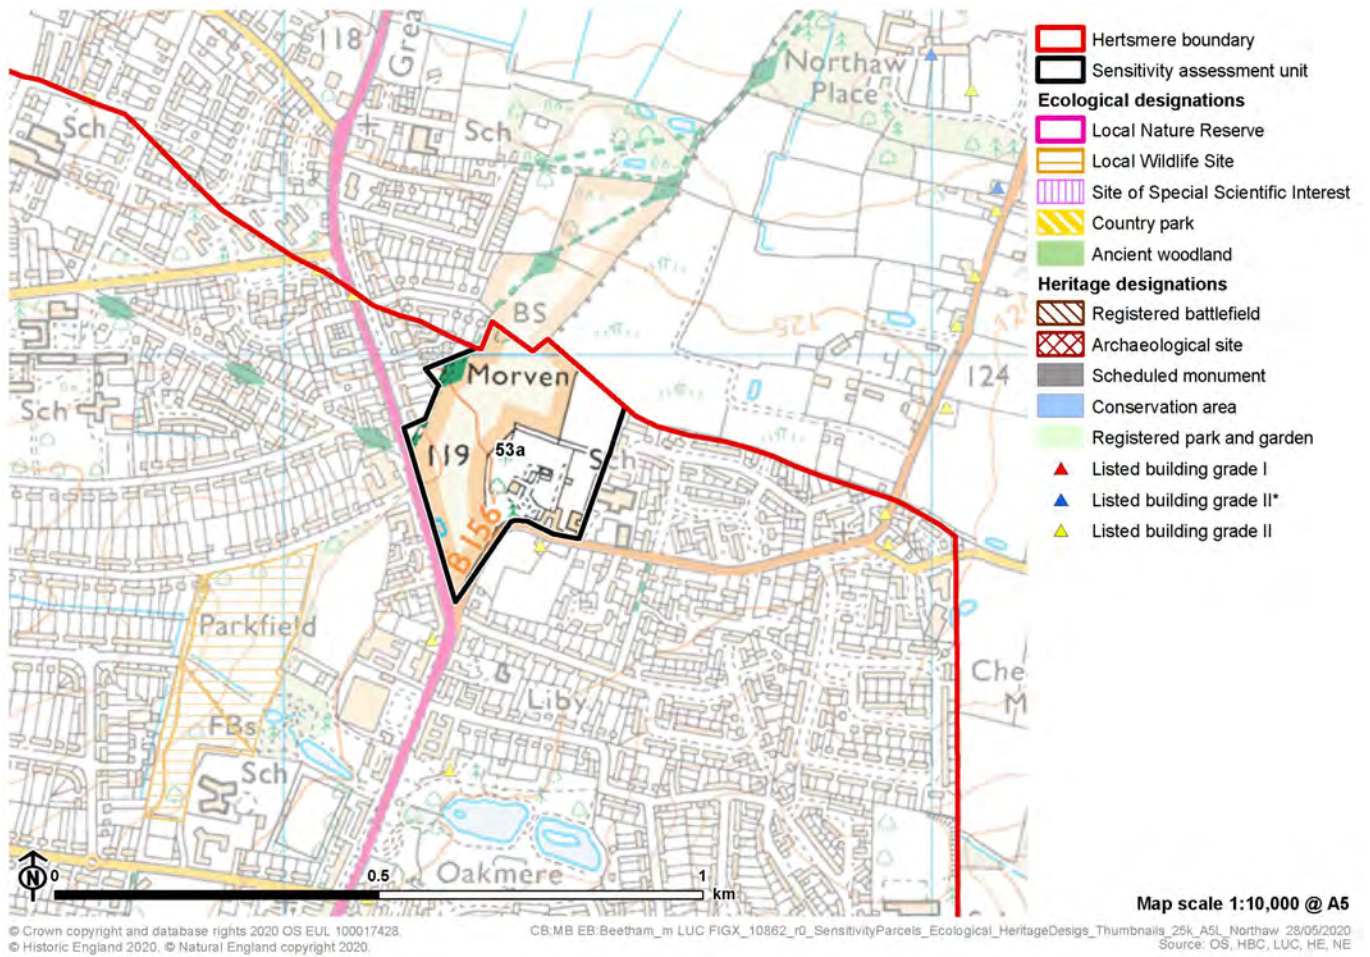 118
Grea
Northaw
Place
Sch
Sch
BS
125
12
124
Morven
119
53a
Sch
Sch
B 156
Parkfield
Liby
Che
M
FBs
Sch
Oakmere
N
0 0.5 1
km
Hertsmere boundary
Sensitivity assessment unit
Ecological designations
Local Nature Reserve
Local Wildlife Site
Site of Special Scientific Interest
Country park
Ancient woodland
Heritage designations
Registered battlefield
Archaeological site
Scheduled monument
Conservation area
Registered park and garden
Listed building grade I
Listed building grade II*
Listed building grade II
Map scale 1:10,000 @ A5
© Crown copyright and database rights 2020 OS EUL 100017428.
© Historic England 2020. © Natural England copyright 2020.
CB:MB EB:Beetham_m LUC FIGX_10862_r0_SensitivityParcels_Ecological_HeritageDesigs_Thumbnails_25k_A5L_Northaw 28/05/2020
Source: OS, HBC, LUC, HE, NE